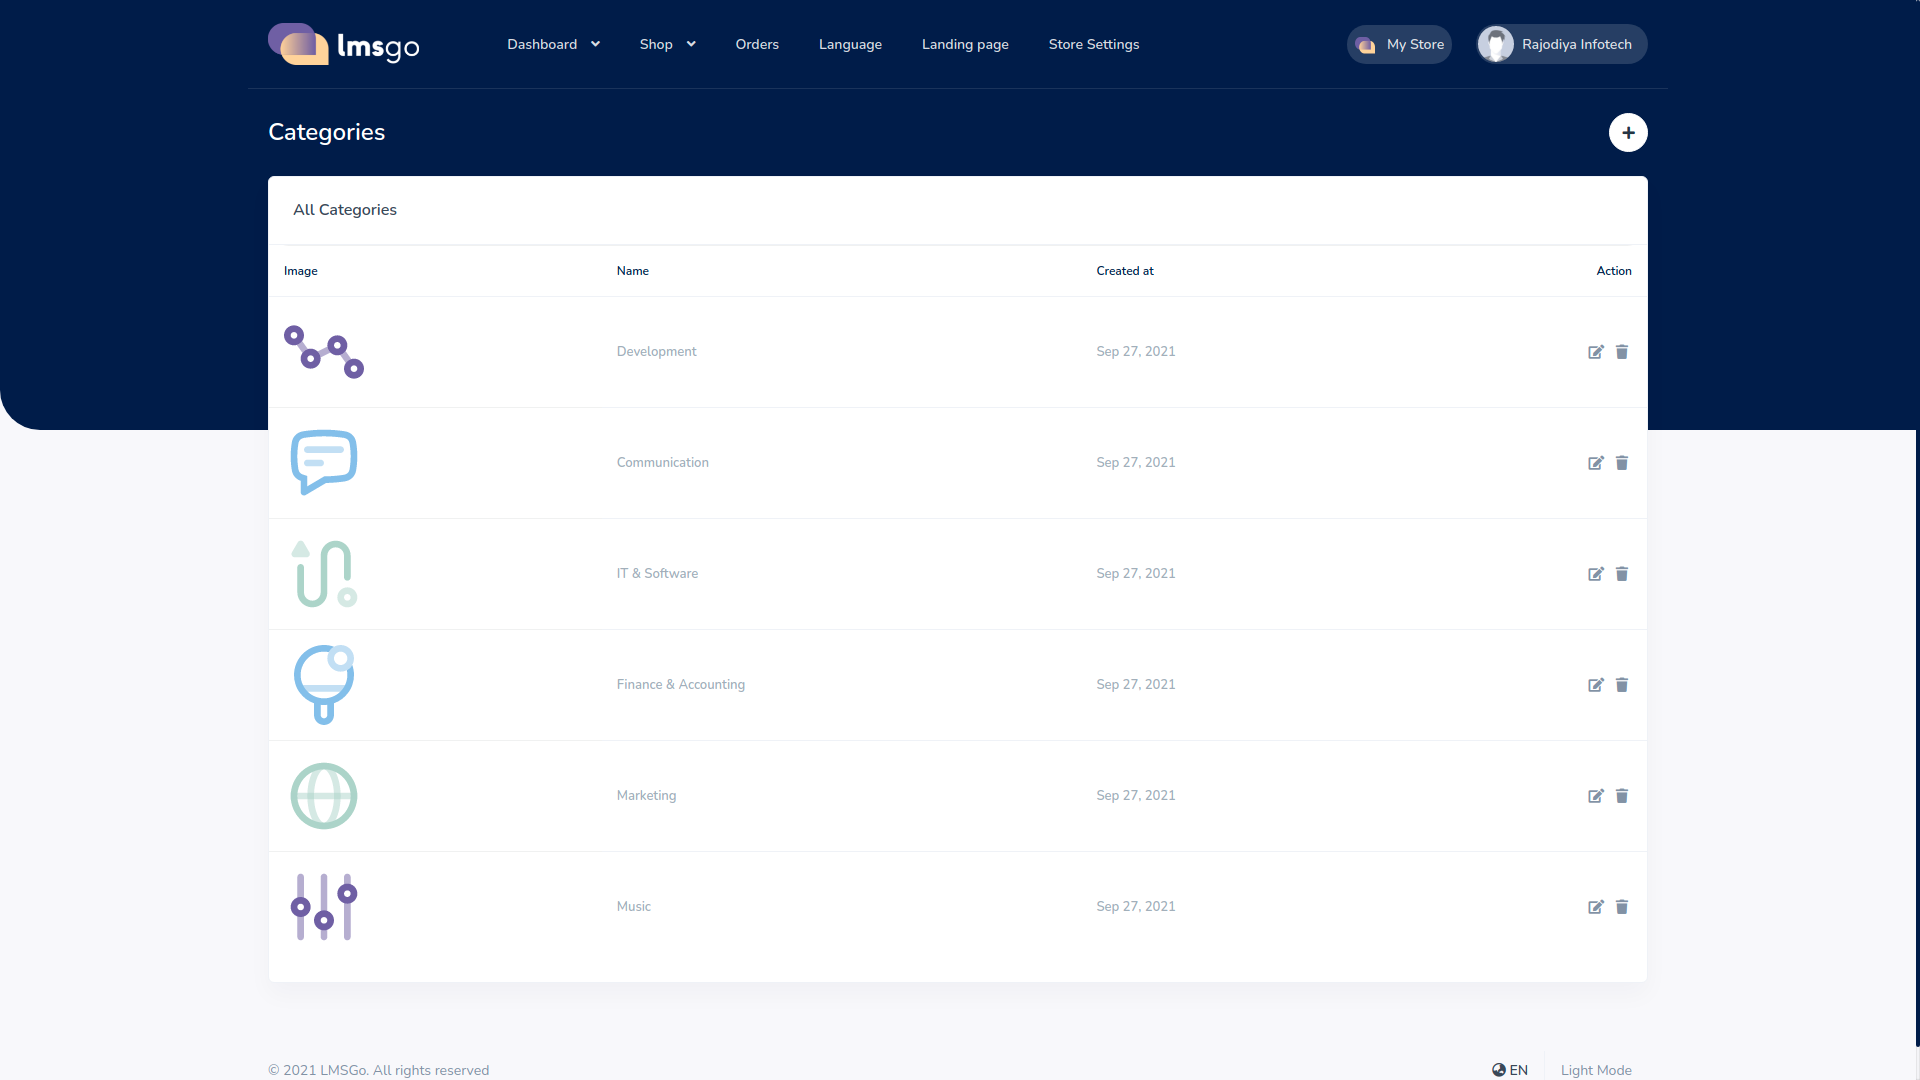 lmsgo
Dashboard
Shop
Orders
Language
Landing page
Store Settings
My Store
Rajodiya Infotech
Categories
All Categories
Image Name Created at Action
Development Sep 27, 2021
Communication Sep 27, 2021
IT & Software Sep 27, 2021
Finance & Accounting Sep 27, 2021
Marketing Sep 27, 2021
Music Sep 27, 2021
© 2021 LMSGo. All rights reserved
EN
Light Mode